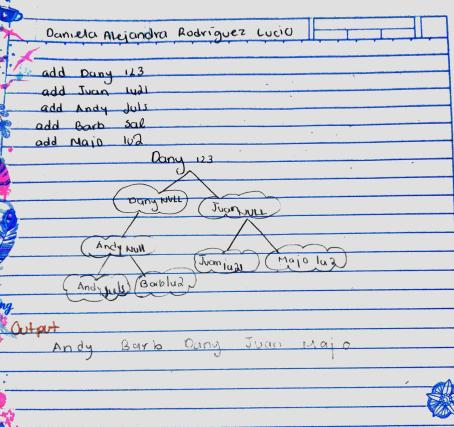 Daniela Alejandra Rodríguez Lucio
add Dany 123
add Juan lu21
add Andy Juls
add Barb Sal
add Majo lu2
Dany 123
Dany NULL Juan NULL
Andy Null
Juan lu21 Majo lu2
Andy Juls Barb lu2
Output
Andy Barb Dany Juan Majo